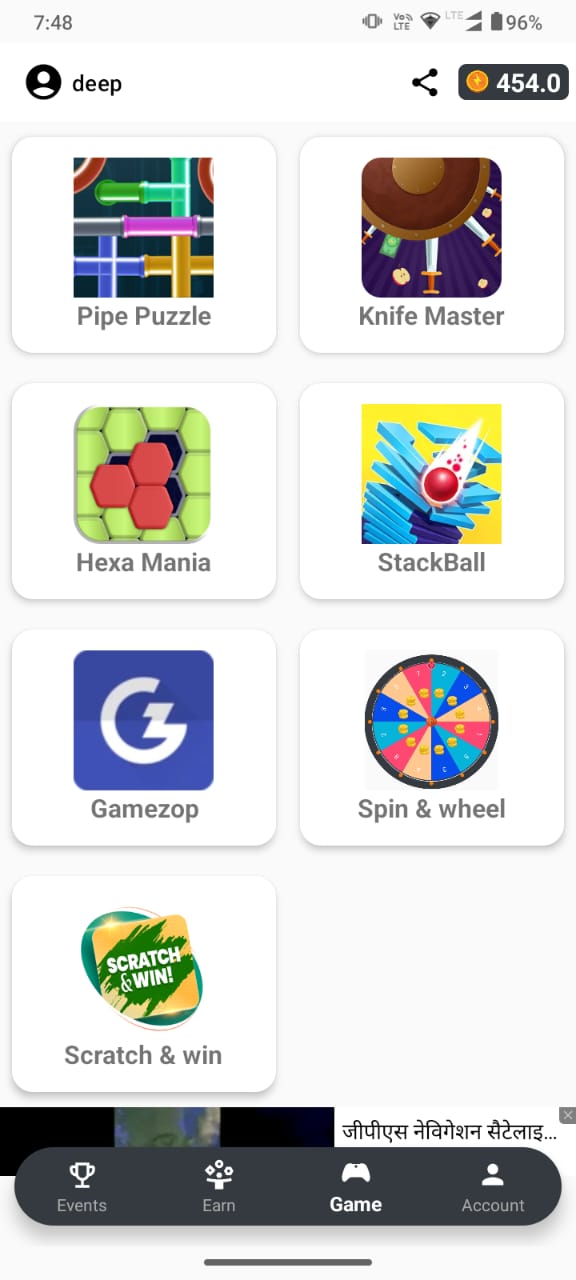 7:48
Vo))
LTE
LTE
96%
deep
454.0
Pipe Puzzle
Knife Master
Hexa Mania
StackBall
Gamezop
Spin & wheel
SCRATCH
& WIN!
Scratch & win
जीपीएस नेविगेशन सैटेलाइ...
Events
Earn
Game
Account